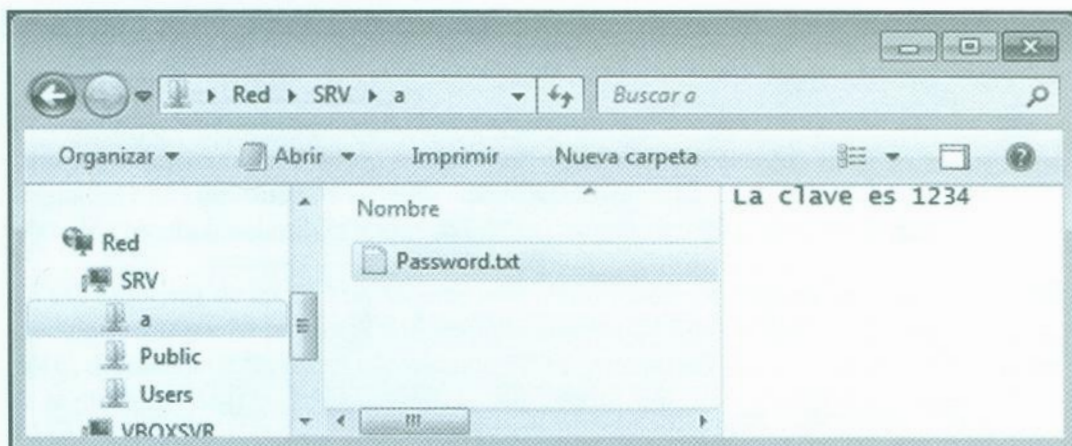 Red ▸ SRV ▸ a
Buscar a
Organizar
Abrir
Imprimir
Nueva carpeta
Nombre
Password.txt
La clave es 1234
Red
SRV
a
Public
Users
VBOXSVR